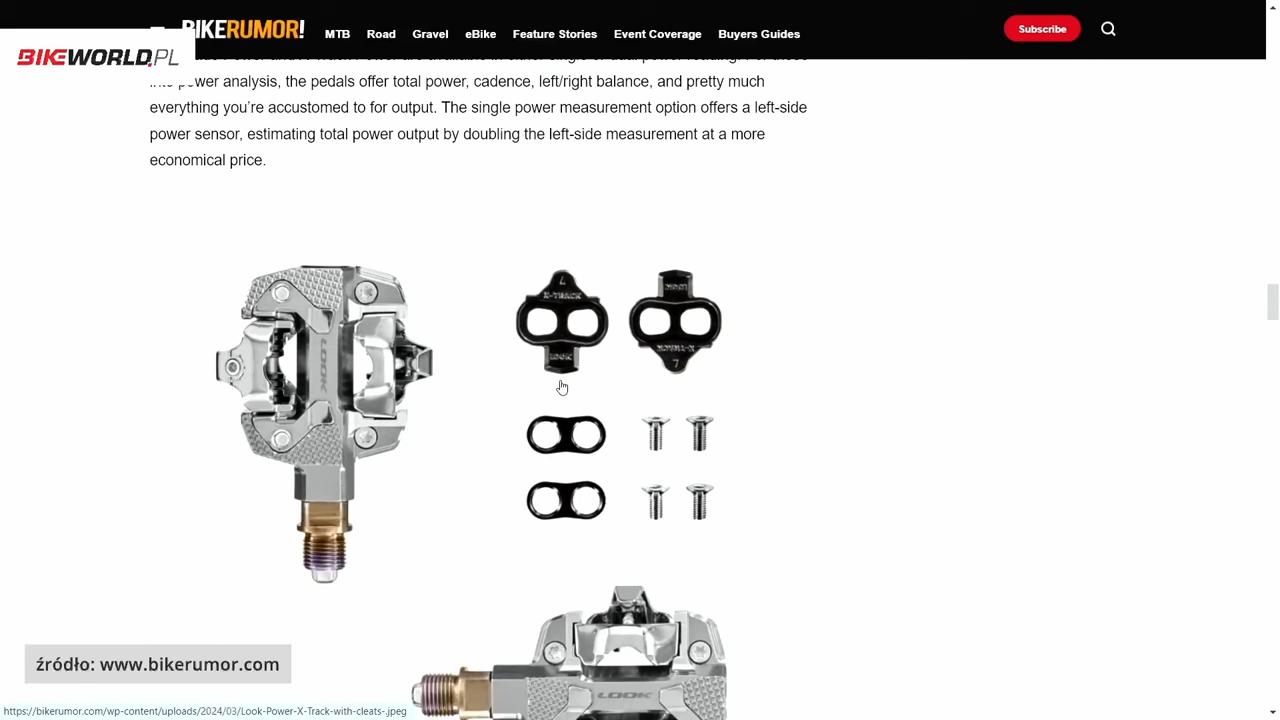 BIKERUMOR!
MTB
Road
Gravel
eBike
Feature Stories
Event Coverage
Buyers Guides
Subscribe
BIKEWORLD.PL
into power analysis, the pedals offer total power, cadence, left/right balance, and pretty much
everything you're accustomed to for output. The single power measurement option offers a left-side
power sensor, estimating total power output by doubling the left-side measurement at a more
economical price.
X-TRACK
LOOK
LOOK
X-TRACK
LOOK
LOOK
źródło: www.bikerumor.com
https://bikerumor.com/wp-content/uploads/2024/03/Look-Power-X-Track-with-cleats-.jpeg